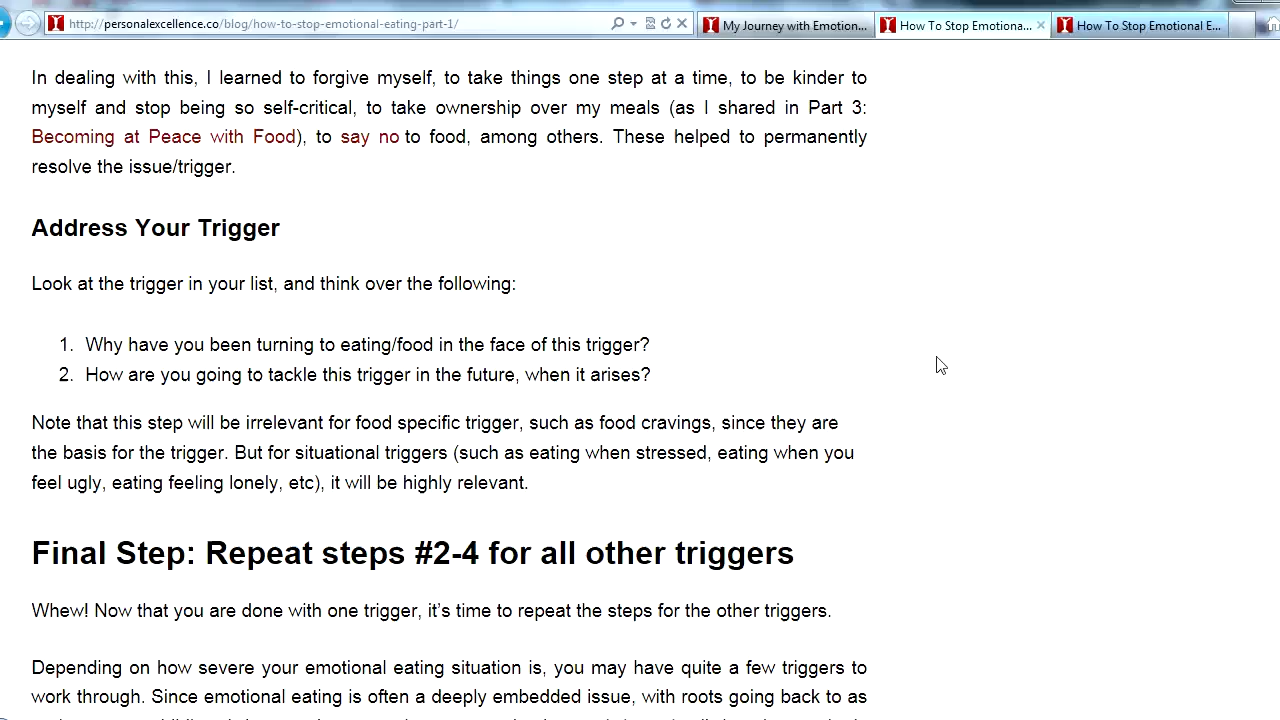 http://personalexcellence.co/blog/how-to-stop-emotional-eating-part-1/
My Journey with Emotion...
How To Stop Emotiona...
How To Stop Emotional E...
In dealing with this, I learned to forgive myself, to take things one step at a time, to be kinder to
myself and stop being so self-critical, to take ownership over my meals (as I shared in Part 3:
Becoming at Peace with Food), to say no to food, among others. These helped to permanently
resolve the issue/trigger.
Address Your Trigger
Look at the trigger in your list, and think over the following:
1. Why have you been turning to eating/food in the face of this trigger?
2. How are you going to tackle this trigger in the future, when it arises?
Note that this step will be irrelevant for food specific trigger, such as food cravings, since they are
the basis for the trigger. But for situational triggers (such as eating when stressed, eating when you
feel ugly, eating feeling lonely, etc), it will be highly relevant.
Final Step: Repeat steps #2-4 for all other triggers
Whew! Now that you are done with one trigger, it’s time to repeat the steps for the other triggers.
Depending on how severe your emotional eating situation is, you may have quite a few triggers to
work through. Since emotional eating is often a deeply embedded issue, with roots going back to as